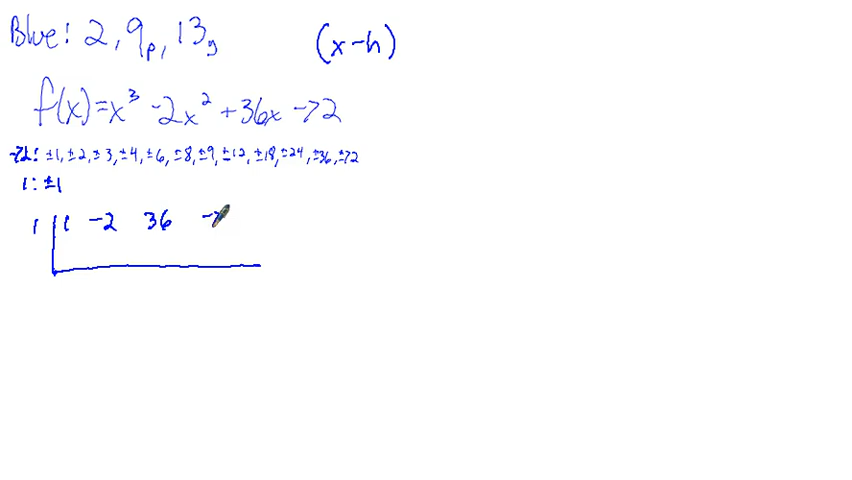 Blue: 2, 9p, 13g (x-h)
f(x)=x³ -2x² +36x -72
-72: ±1, ±2, ±3, ±4, ±6, ±8, ±9, ±12, ±18, ±24, ±36, ±72
1: ±1
1 | 1 -2 36 -7